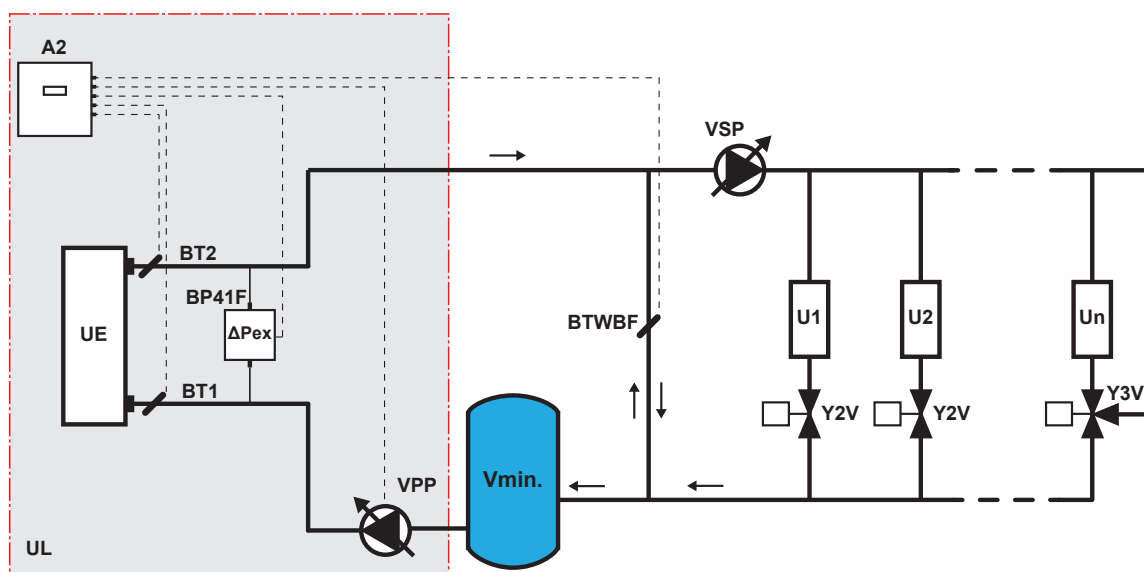 A2
VSP
BT2
BP41F
ΔPex
UE
BTWBF
U1
U2
Un
BT1
Y2V
Y2V
Y3V
Vmin.
VPP
UL